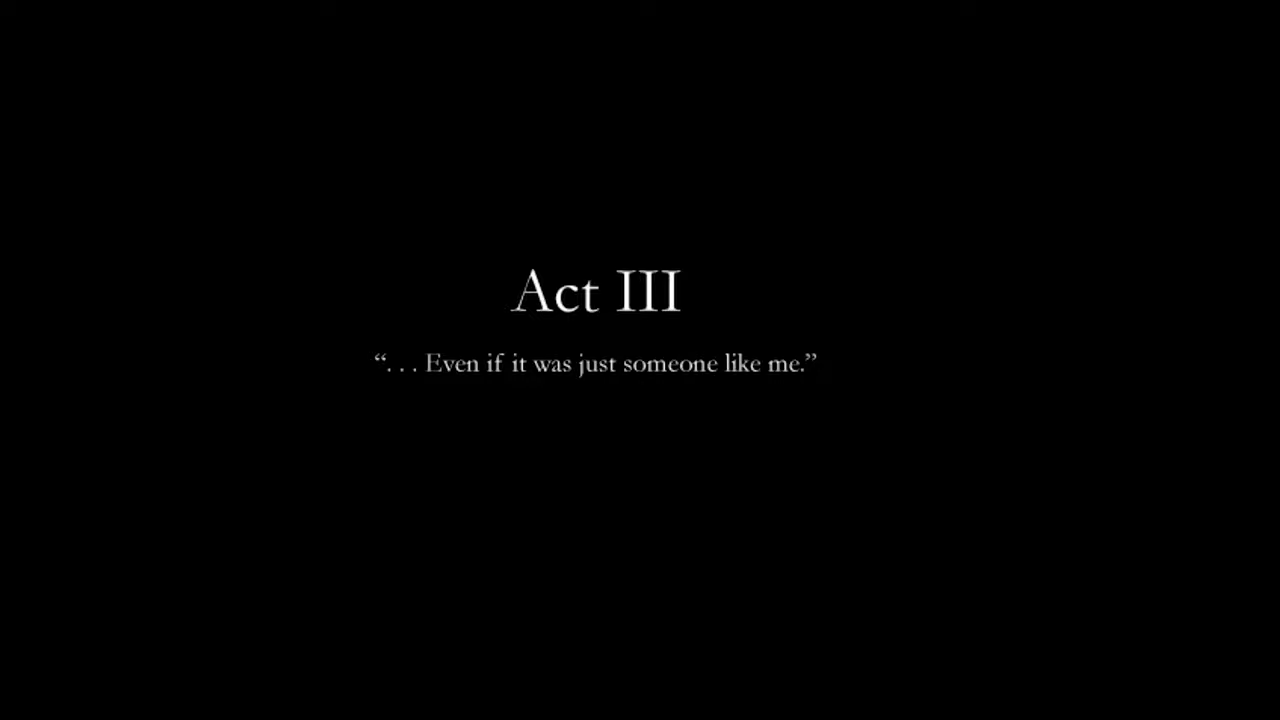 Act III
“. . . Even if it was just someone like me.”